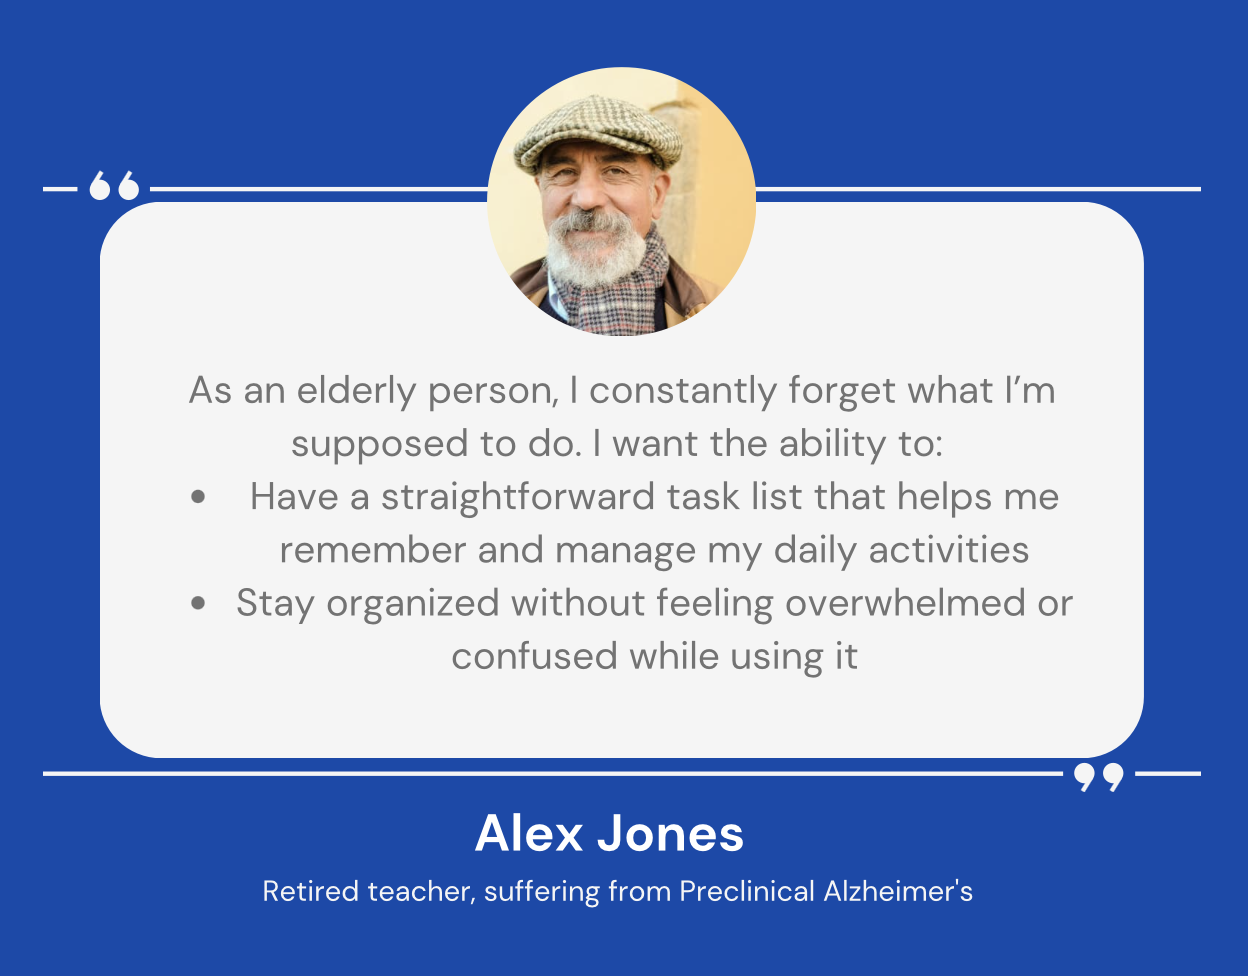 As an elderly person, I constantly forget what I’m
supposed to do. I want the ability to:
• Have a straightforward task list that helps me
remember and manage my daily activities
• Stay organized without feeling overwhelmed or
confused while using it
Alex Jones
Retired teacher, suffering from Preclinical Alzheimer's